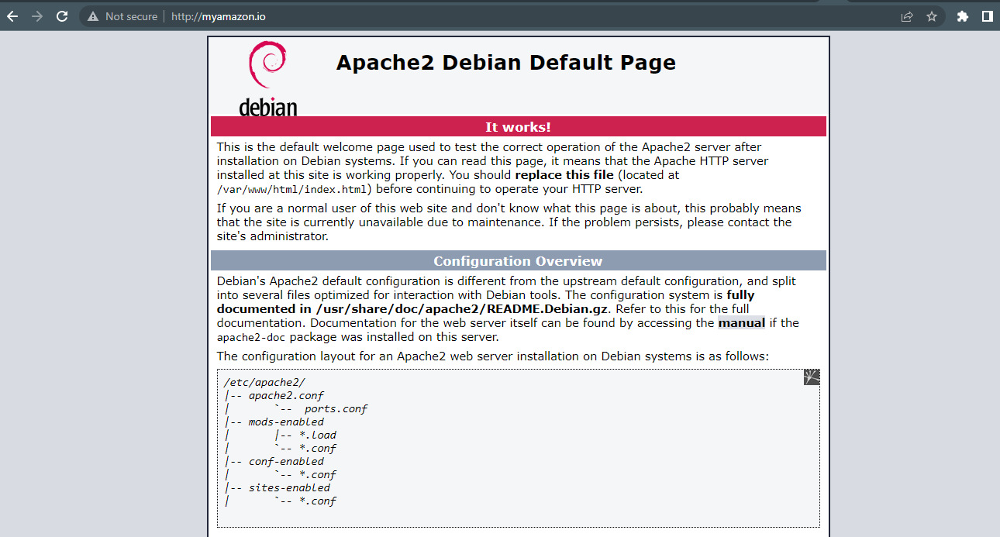 Not secure | http://myamazon.io
debian
Apache2 Debian Default Page
It works!
This is the default welcome page used to test the correct operation of the Apache2 server after
installation on Debian systems. If you can read this page, it means that the Apache HTTP server
installed at this site is working properly. You should replace this file (located at
/var/www/html/index.html) before continuing to operate your HTTP server.
If you are a normal user of this web site and don't know what this page is about, this probably means
that the site is currently unavailable due to maintenance. If the problem persists, please contact the
site's administrator.
Configuration Overview
Debian's Apache2 default configuration is different from the upstream default configuration, and split
into several files optimized for interaction with Debian tools. The configuration system is fully
documented in /usr/share/doc/apache2/README.Debian.gz. Refer to this for the full
documentation. Documentation for the web server itself can be found by accessing the manual if the
apache2-doc package was installed on this server.
The configuration layout for an Apache2 web server installation on Debian systems is as follows:
/etc/apache2/
|-- apache2.conf
|       `--  ports.conf
|-- mods-enabled
|       |-- *.load
|       `-- *.conf
|-- conf-enabled
|       `-- *.conf
|-- sites-enabled
|       `-- *.conf